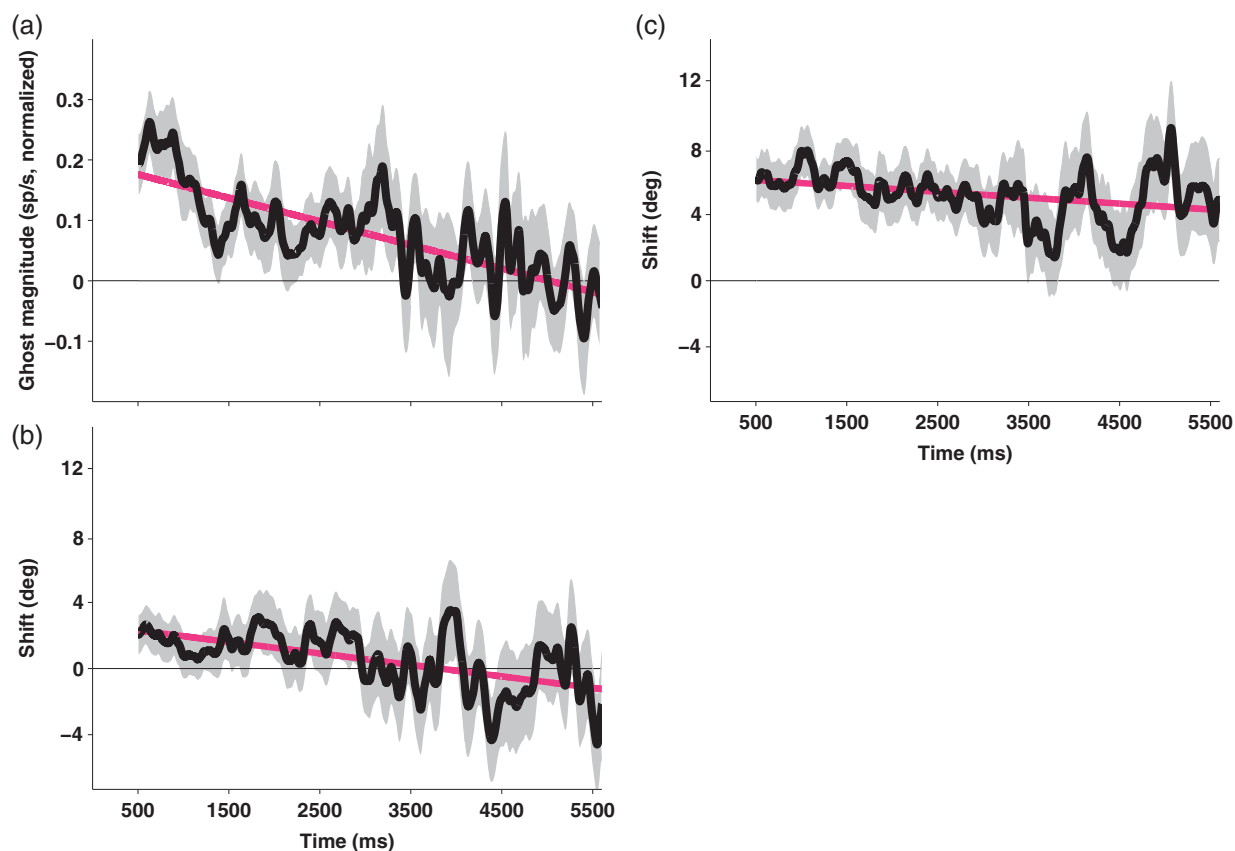 (a)
Ghost magnitude (sp/s, normalized)
0.3
0.2
0.1
0
−0.1
(b)
Shift (deg)
12
8
4
0
−4
500 1500 2500 3500 4500 5500
Time (ms)
(c)
Shift (deg)
12
8
4
0
−4
500 1500 2500 3500 4500 5500
Time (ms)